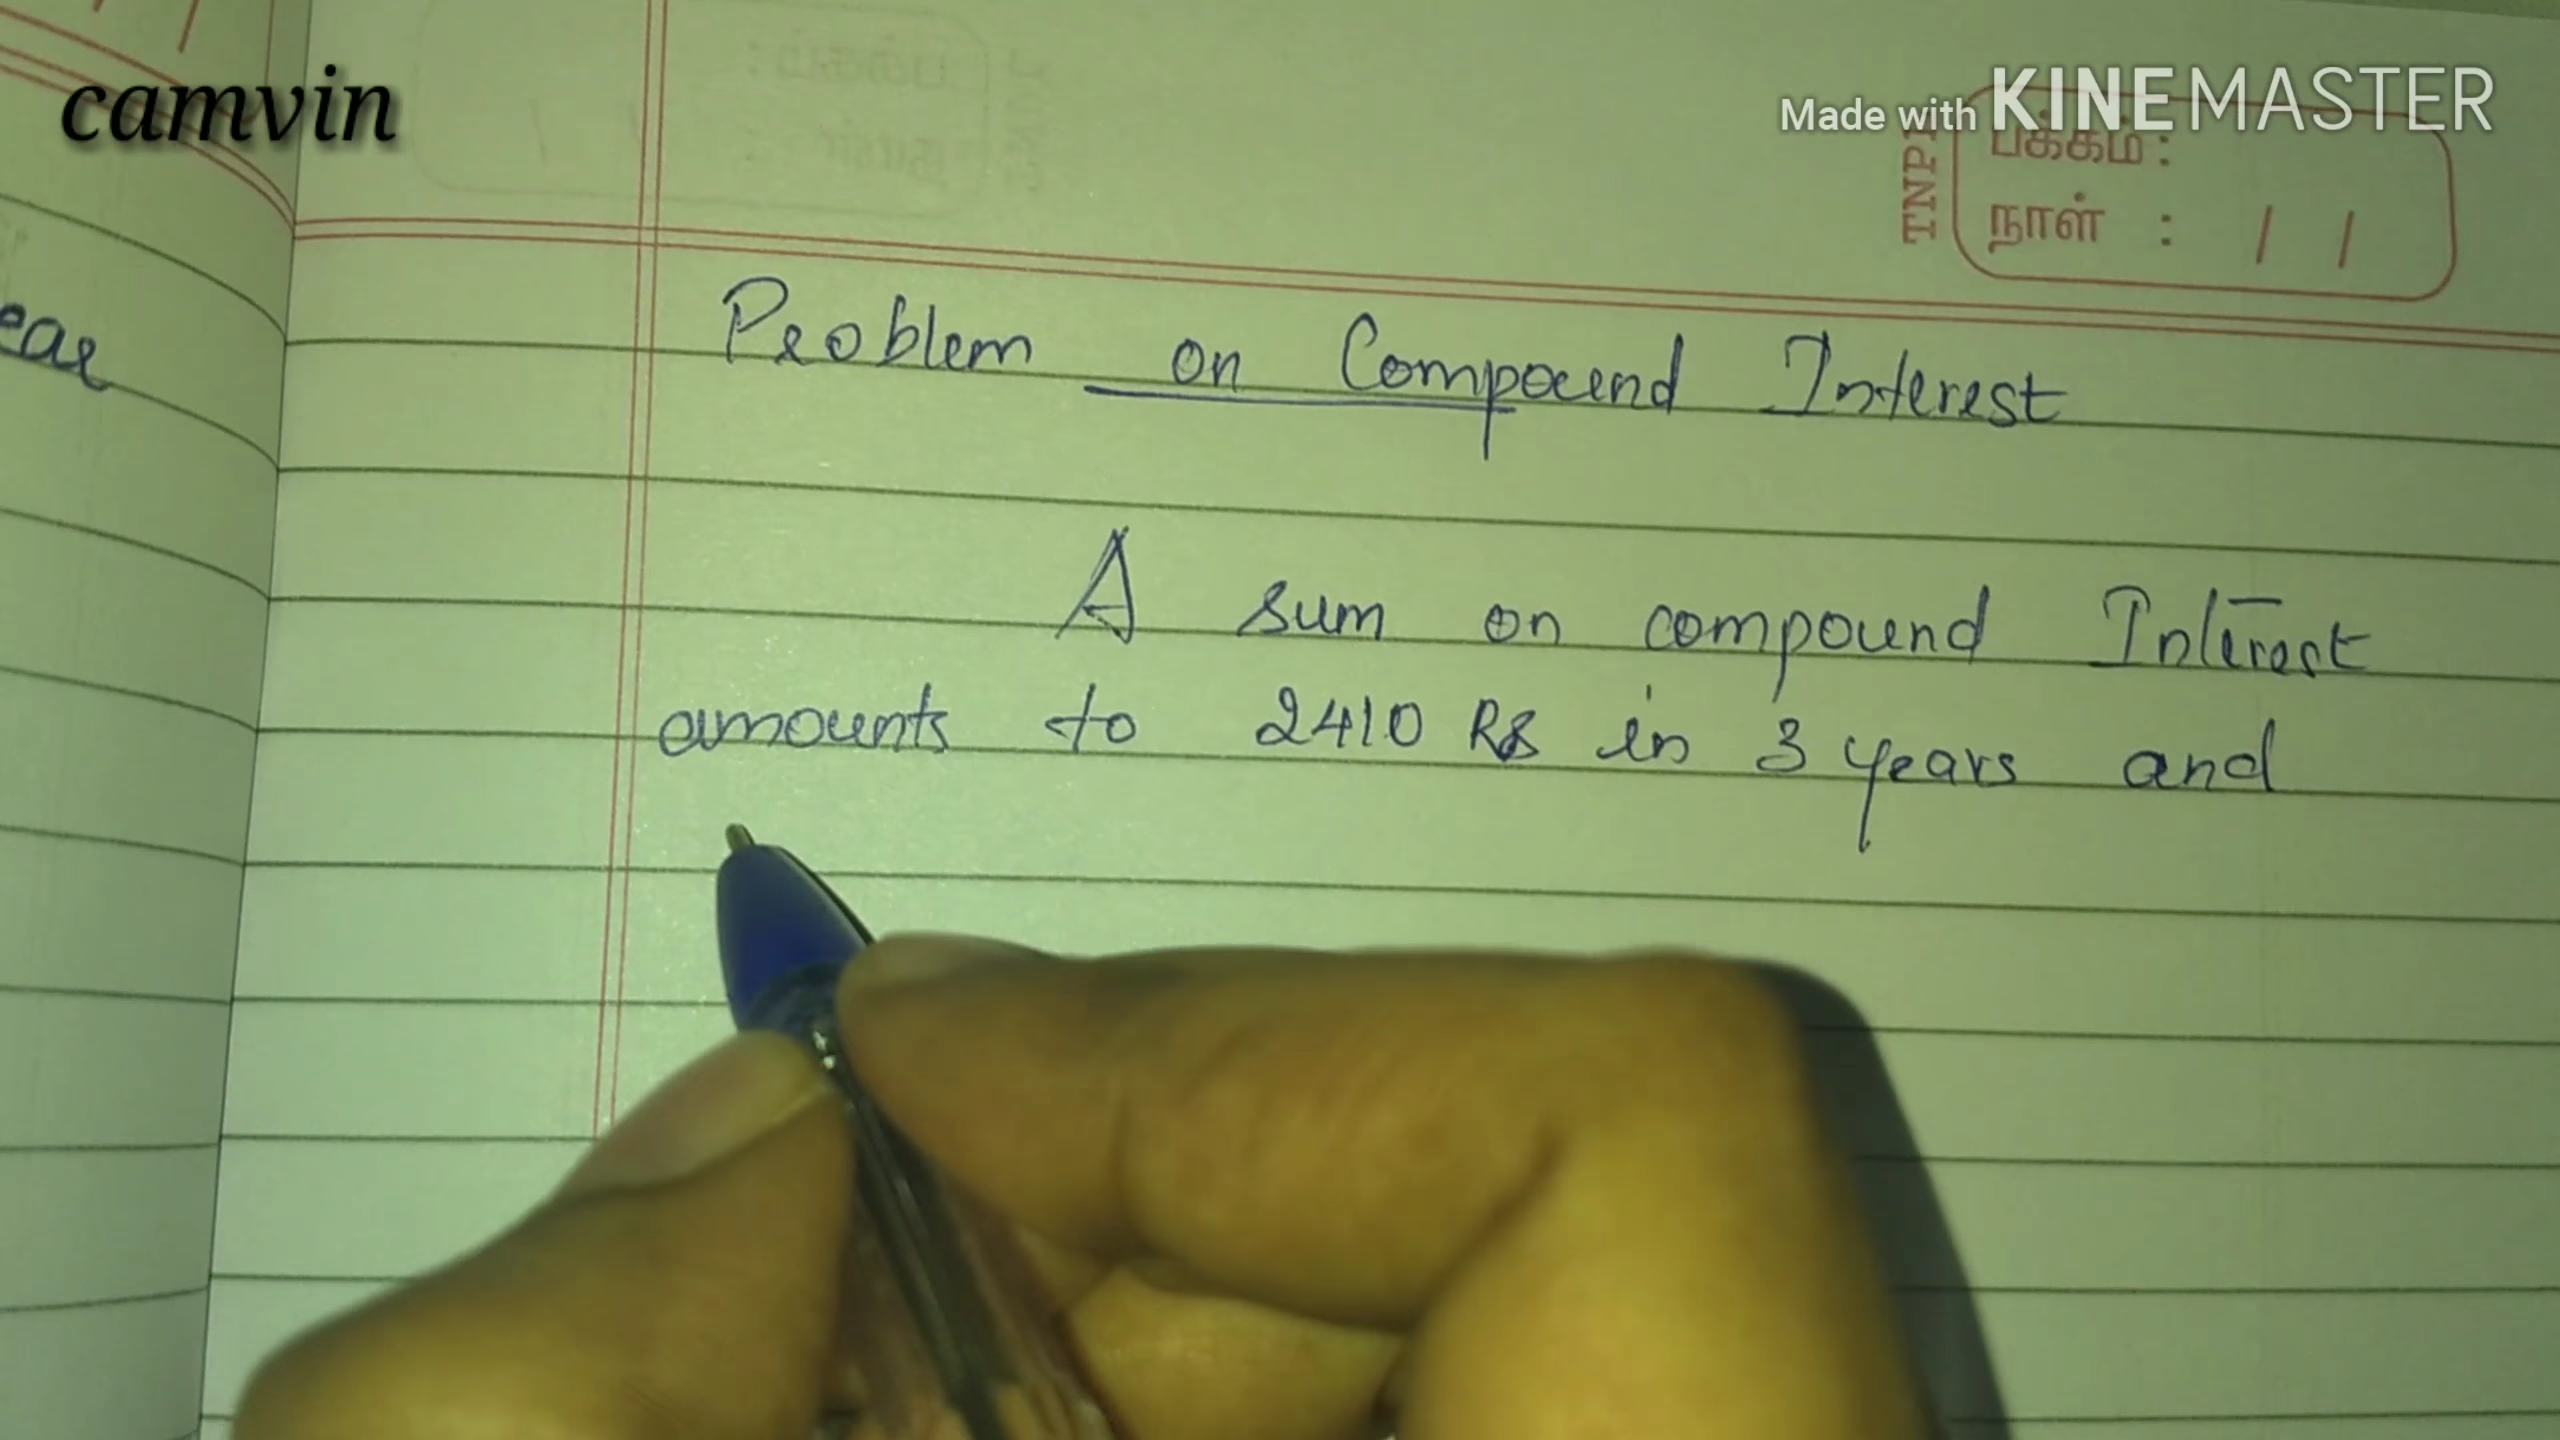 camvin
Made with KINEMASTER
பக்கம் :
நாள் : / /
Problem on Compound Interest
A sum on compound Interest
amounts to 2410 RS in 3 years and